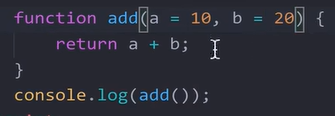 function add(a = 10, b = 20) {
    return a + b;
}
console.log(add());